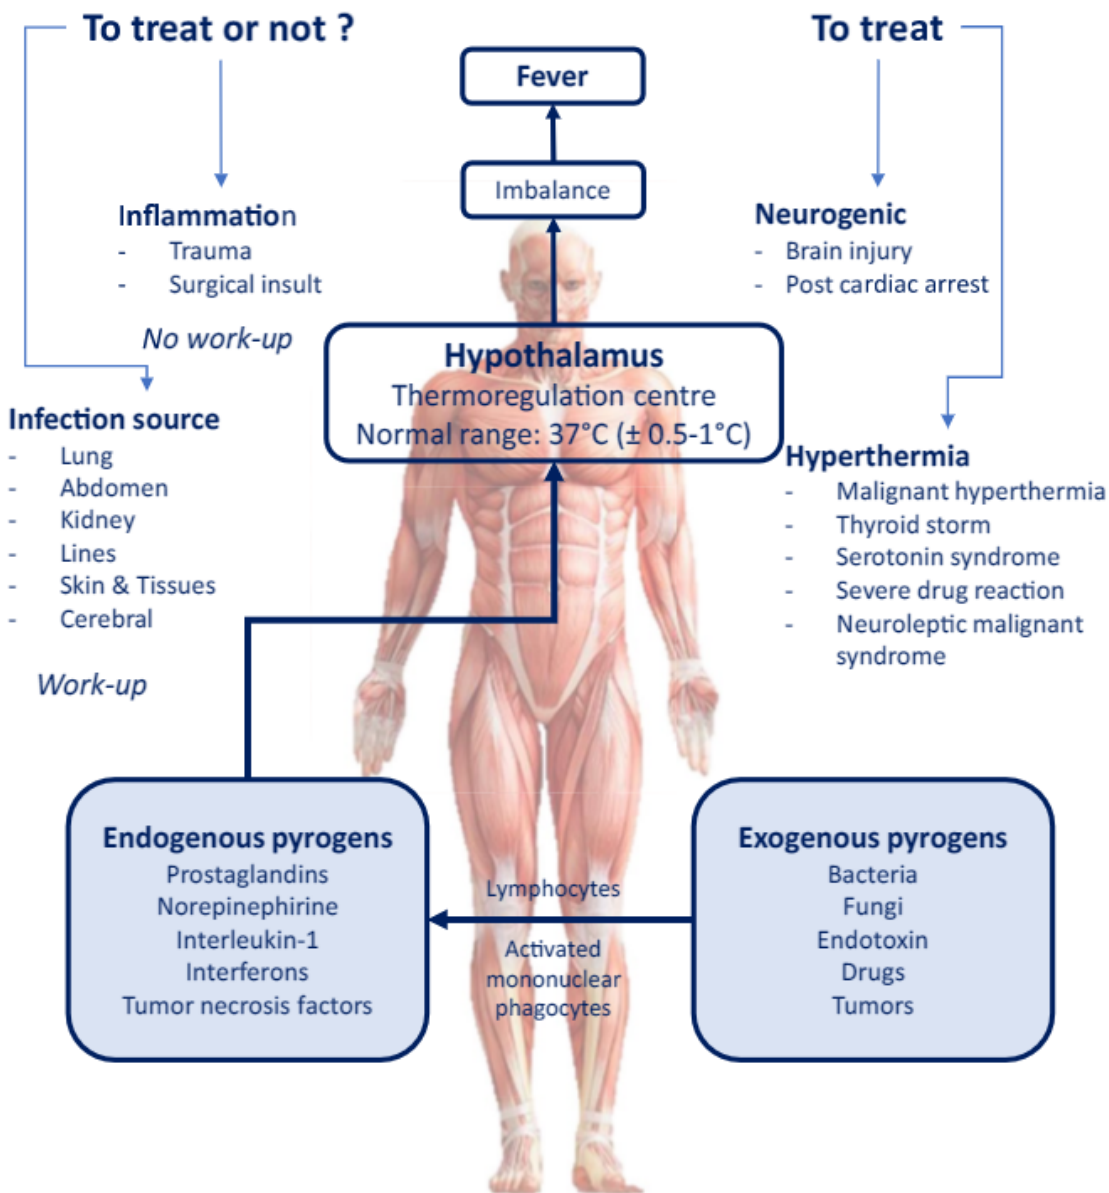 To treat or not ?
To treat
Fever
Imbalance
Inflammation
- Trauma
- Surgical insult
No work-up
Neurogenic
- Brain injury
- Post cardiac arrest
Hypothalamus
Thermoregulation centre
Normal range: 37°C (± 0.5-1°C)
Infection source
- Lung
- Abdomen
- Kidney
- Lines
- Skin & Tissues
- Cerebral
Work-up
Hyperthermia
- Malignant hyperthermia
- Thyroid storm
- Serotonin syndrome
- Severe drug reaction
- Neuroleptic malignant
syndrome
Endogenous pyrogens
Prostaglandins
Norepinephirine
Interleukin-1
Interferons
Tumor necrosis factors
Lymphocytes
Activated
mononuclear
phagocytes
Exogenous pyrogens
Bacteria
Fungi
Endotoxin
Drugs
Tumors